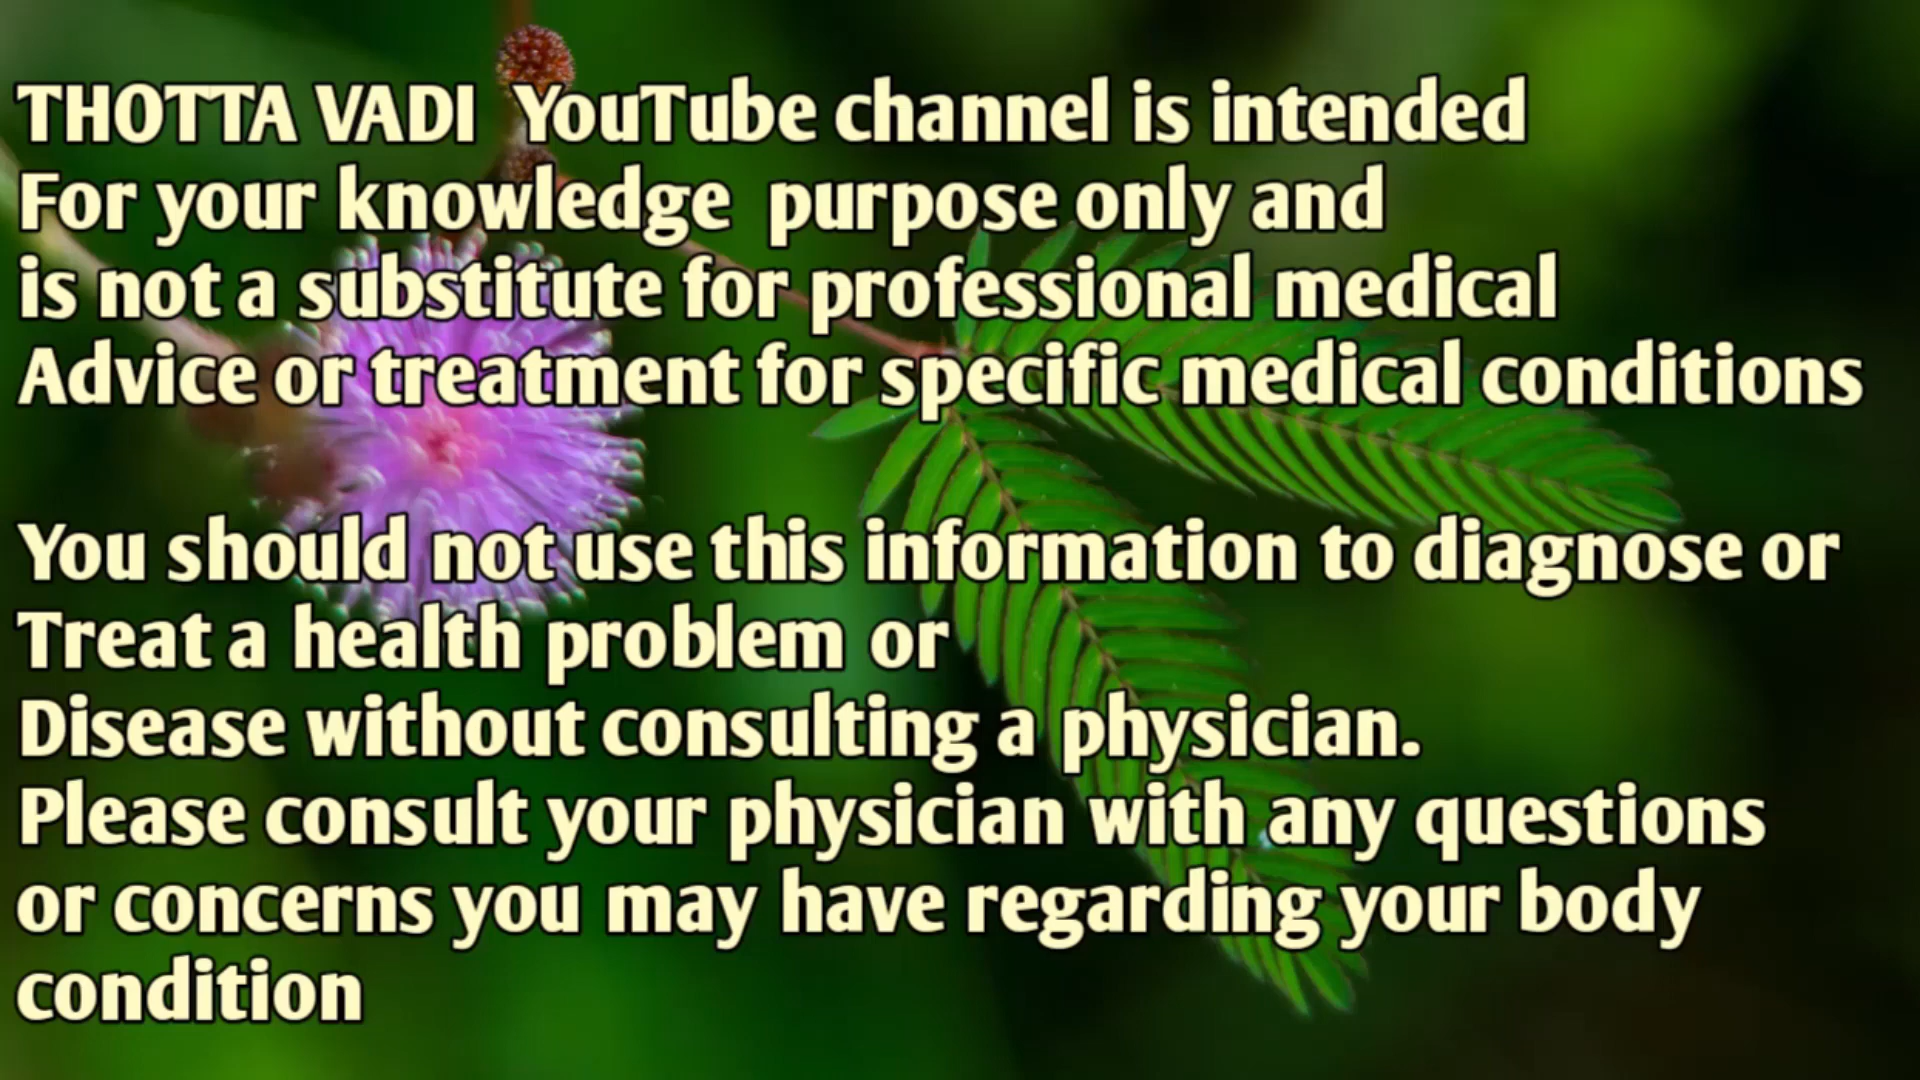 THOTTA VADI YouTube channel is intended
For your knowledge purpose only and
is not a substitute for professional medical
Advice or treatment for specific medical conditions
You should not use this information to diagnose or
Treat a health problem or
Disease without consulting a physician.
Please consult your physician with any questions
or concerns you may have regarding your body
condition